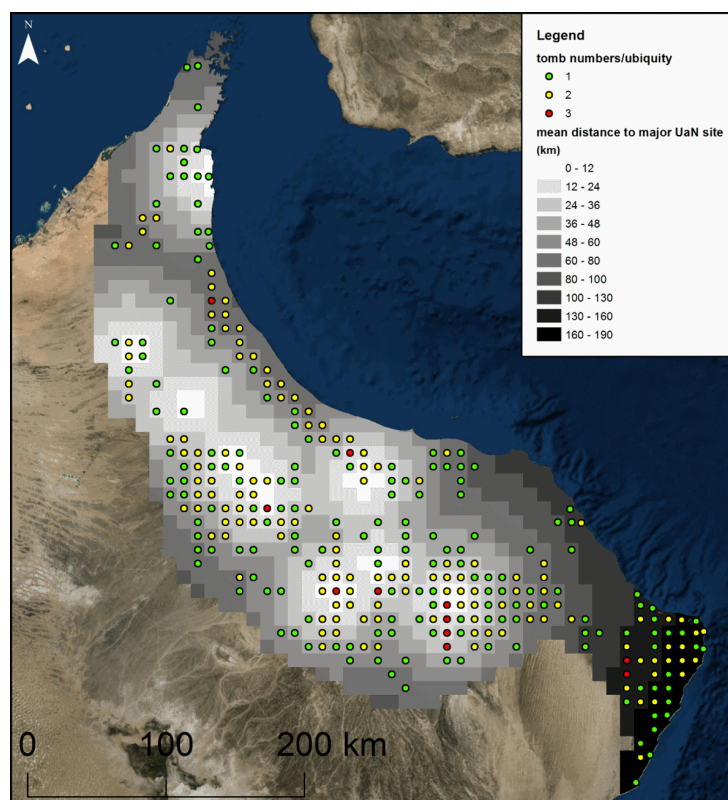 N
Legend
tomb numbers/ubiquity
1
2
3
mean distance to major UaN site
(km)
0 - 12
12 - 24
24 - 36
36 - 48
48 - 60
60 - 80
80 - 100
100 - 130
130 - 160
160 - 190
0 100 200 km